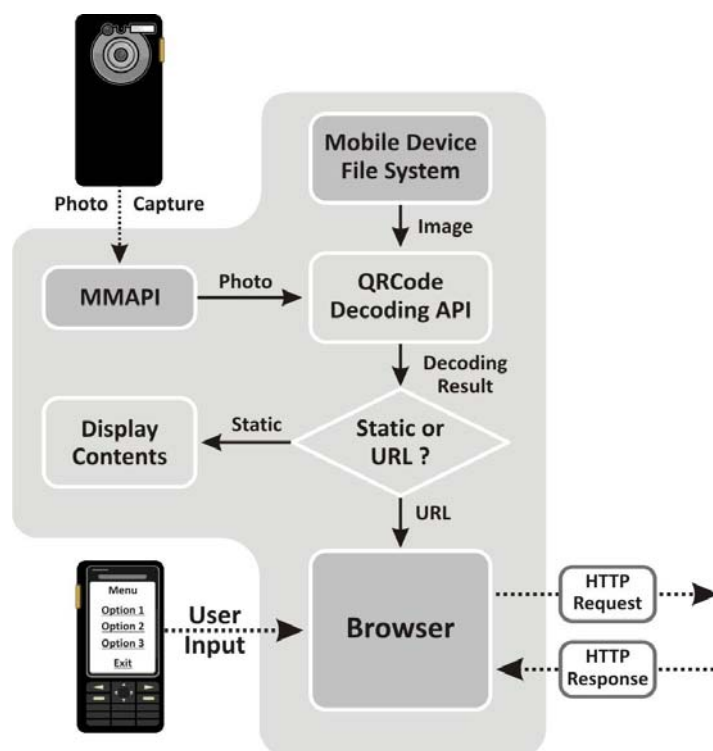 Photo Capture
Mobile Device
File System
Image
MMAPI
Photo
QRCode
Decoding API
Decoding
Result
Static
Display
Contents
Static or
URL ?
URL
Menu
Option 1
Option 2
Option 3
Exit
User
Input
Browser
HTTP
Request
HTTP
Response